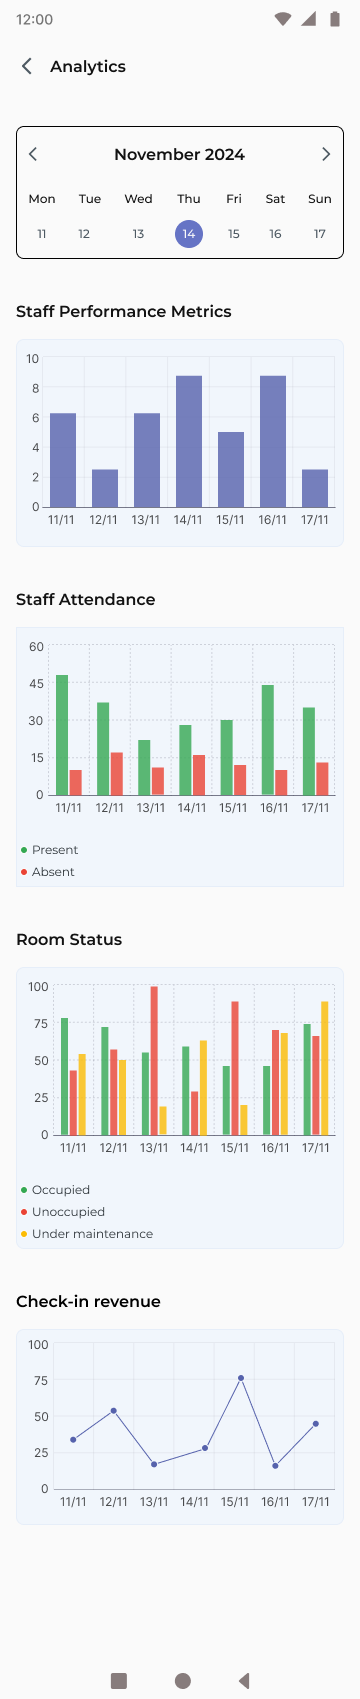 12:00
Analytics
November 2024
Mon Tue Wed Thu Fri Sat Sun
11 12 13 14 15 16 17
Staff Performance Metrics
10
8
6
4
2
0
11/11 12/11 13/11 14/11 15/11 16/11 17/11
Staff Attendance
60
45
30
15
0
11/11 12/11 13/11 14/11 15/11 16/11 17/11
Present
Absent
Room Status
100
75
50
25
0
11/11 12/11 13/11 14/11 15/11 16/11 17/11
Occupied
Unoccupied
Under maintenance
Check-in revenue
100
75
50
25
0
11/11 12/11 13/11 14/11 15/11 16/11 17/11